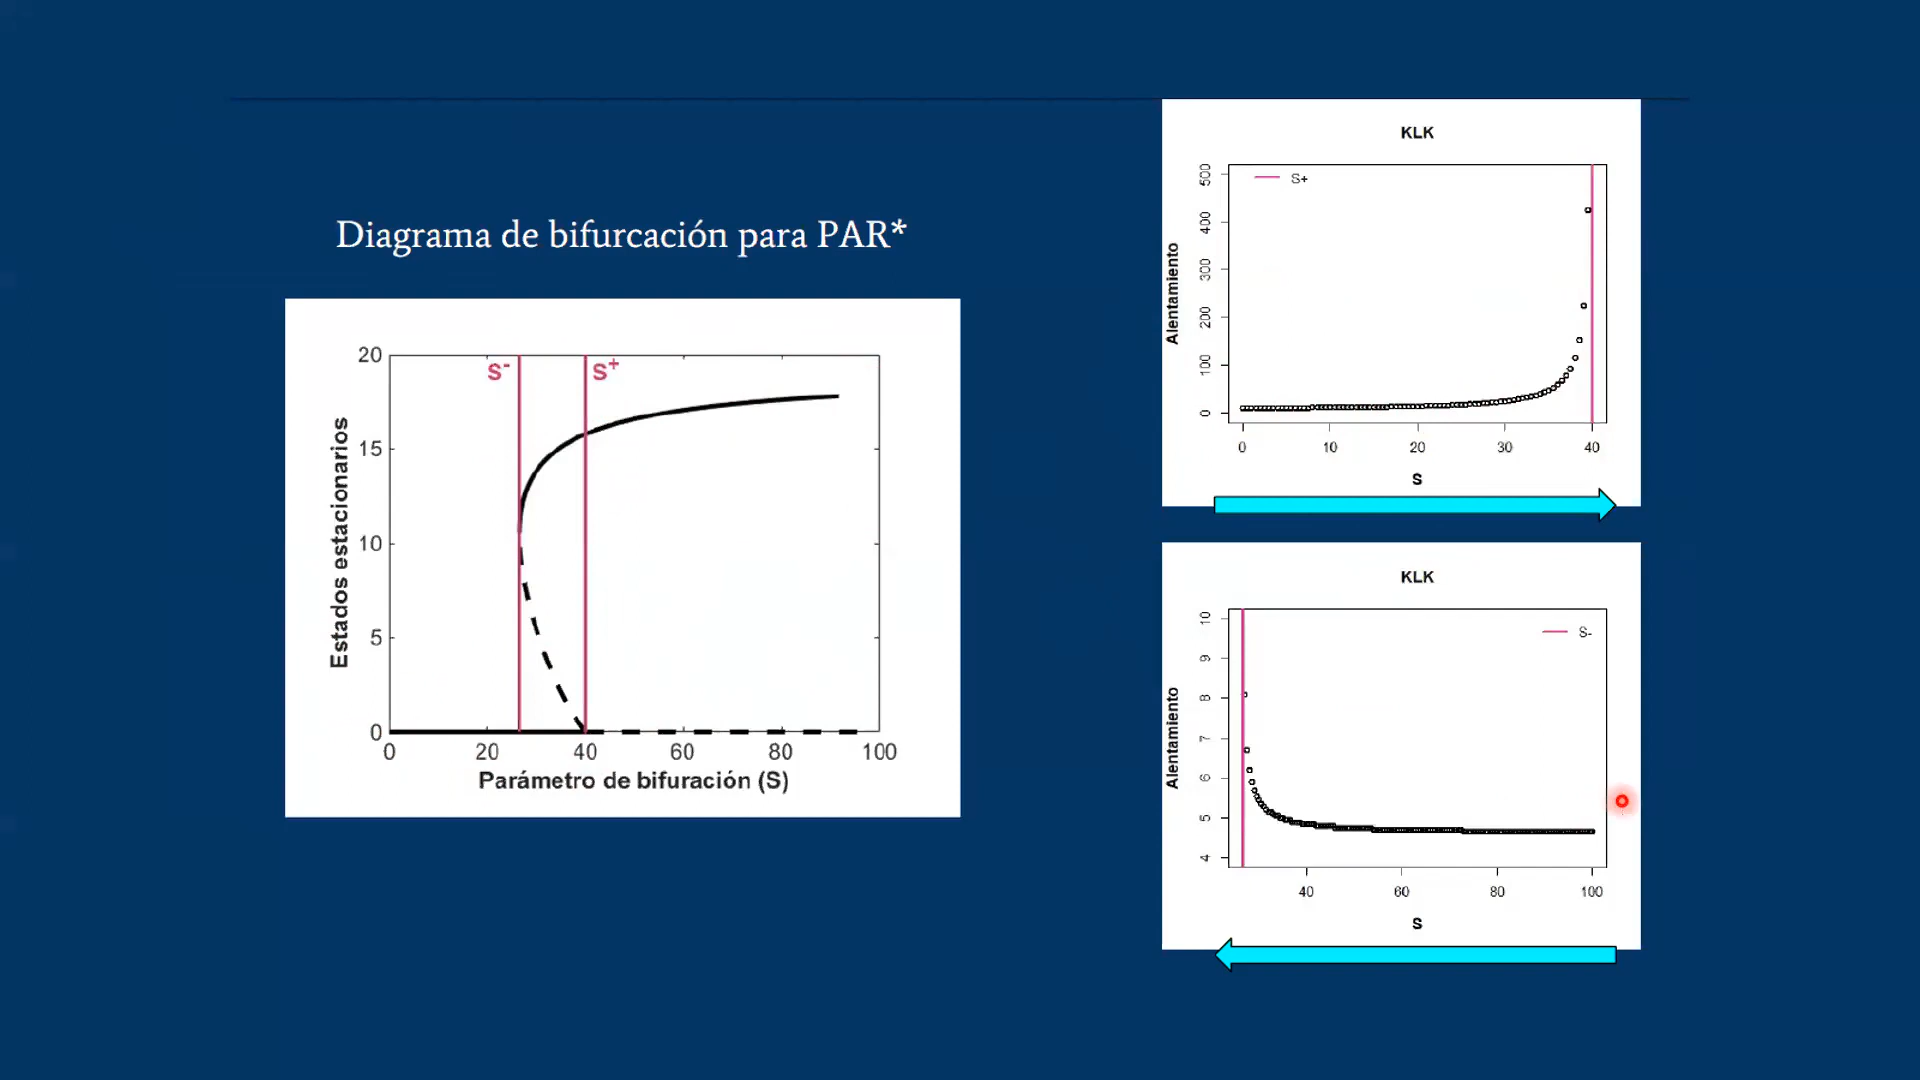 Diagrama de bifurcación para PAR*
S-
S+
20
15
10
5
0
Estados estacionarios
0 20 40 60 80 100
Parámetro de bifuración (S)
KLK
S+
500
400
300
200
100
0
Alentamiento
0 10 20 30 40
S
KLK
S-
10
9
8
7
6
5
4
Alentamiento
40 60 80 100
S